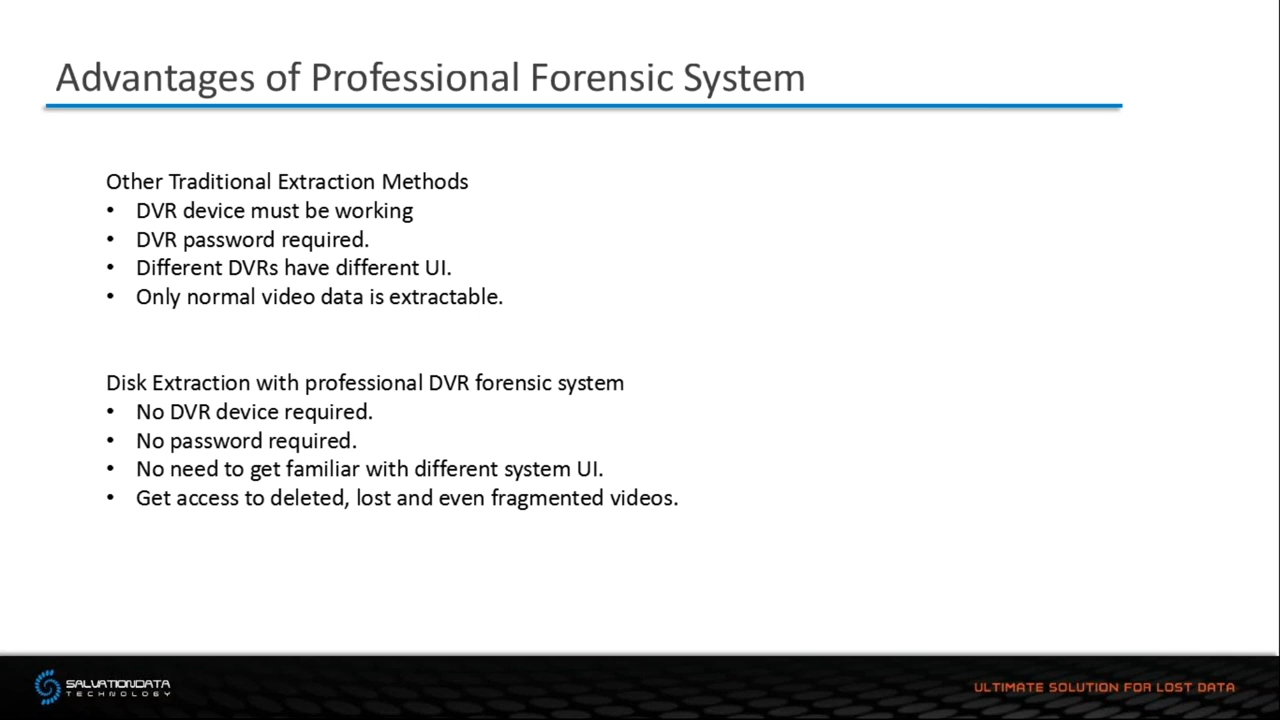 Advantages of Professional Forensic System
Other Traditional Extraction Methods
• DVR device must be working
• DVR password required.
• Different DVRs have different UI.
• Only normal video data is extractable.
Disk Extraction with professional DVR forensic system
• No DVR device required.
• No password required.
• No need to get familiar with different system UI.
• Get access to deleted, lost and even fragmented videos.
SALVATIONDATA
TECHNOLOGY
ULTIMATE SOLUTION FOR LOST DATA